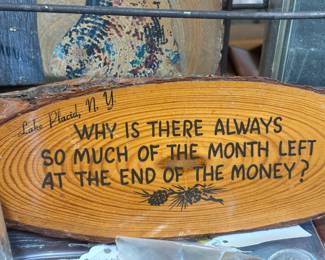 Lake Placid, N.Y
WHY IS THERE ALWAYS
SO MUCH OF THE MONTH LEFT
AT THE END OF THE MONEY?